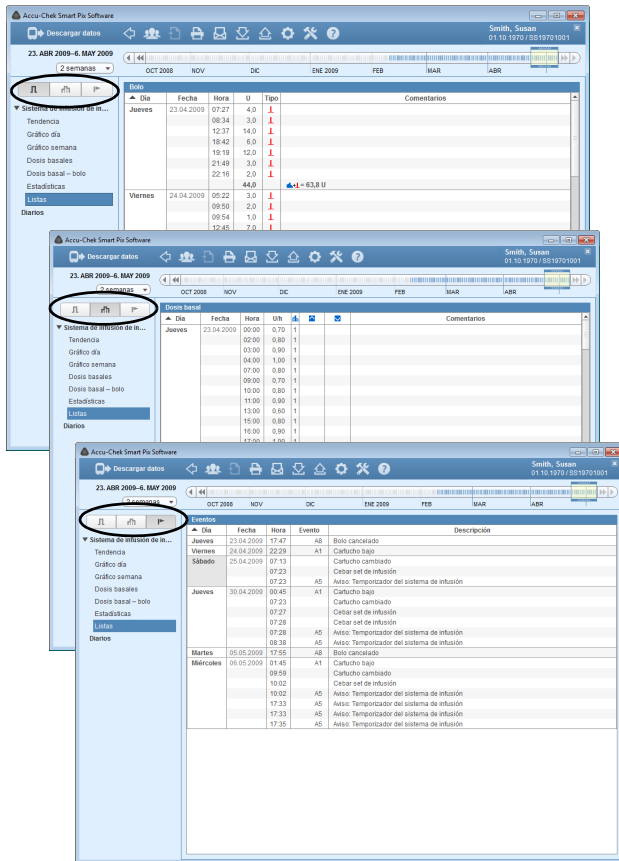 Accu-Chek Smart Pix Software
Descargar datos
Smith, Susan
01.10.1970 / SS19701001
23. ABR 2009–6. MAY 2009
2 semanas
OCT 2008 NOV DIC ENE 2009 FEB MAR ABR
Sistema de infusión de in...
Tendencia
Gráfico día
Gráfico semana
Dosis basales
Dosis basal – bolo
Estadísticas
Listas
Diarios
Bolo
Día Fecha Hora U Tipo Comentarios
Jueves 23.04.2009 07:27 4,0
08:34 3,0
12:37 14,0
18:42 6,0
19:19 12,0
21:49 3,0
22:16 2,0
44,0 = 63,8 U
Viernes 24.04.2009 05:22 3,0
09:50 2,0
09:54 1,0
12:45 7,0
Accu-Chek Smart Pix Software
Descargar datos
Smith, Susan
01.10.1970 / SS19701001
23. ABR 2009–6. MAY 2009
2 semanas
OCT 2008 NOV DIC ENE 2009 FEB MAR ABR
Sistema de infusión de in...
Tendencia
Gráfico día
Gráfico semana
Dosis basales
Dosis basal – bolo
Estadísticas
Listas
Diarios
Dosis basal
Día Fecha Hora U/h Comentarios
Jueves 23.04.2009 00:00 0,70 1
02:00 0,80 1
03:00 0,90 1
04:00 1,00 1
07:00 0,80 1
09:00 0,70 1
10:00 0,80 1
11:00 0,90 1
13:00 0,60 1
15:00 0,80 1
16:00 0,90 1
17:00 1,00 1
Accu-Chek Smart Pix Software
Descargar datos
Smith, Susan
01.10.1970 / SS19701001
23. ABR 2009–6. MAY 2009
2 semanas
OCT 2008 NOV DIC ENE 2009 FEB MAR ABR
Sistema de infusión de in...
Tendencia
Gráfico día
Gráfico semana
Dosis basales
Dosis basal – bolo
Estadísticas
Listas
Diarios
Eventos
Día Fecha Hora Evento Descripción
Jueves 23.04.2009 17:47 A8 Bolo cancelado
Viernes 24.04.2009 22:29 A1 Cartucho bajo
Sábado 25.04.2009 07:13 Cartucho cambiado
07:23 Cebar set de infusión
07:23 A5 Aviso: Temporizador del sistema de infusión
Jueves 30.04.2009 00:45 A1 Cartucho bajo
07:23 Cartucho cambiado
07:27 Cebar set de infusión
07:28 Cebar set de infusión
07:28 A5 Aviso: Temporizador del sistema de infusión
08:38 A5 Aviso: Temporizador del sistema de infusión
Martes 05.05.2009 17:55 A8 Bolo cancelado
Miércoles 06.05.2009 01:45 A1 Cartucho bajo
09:59 Cartucho cambiado
10:02 Cebar set de infusión
10:02 A5 Aviso: Temporizador del sistema de infusión
17:33 A5 Aviso: Temporizador del sistema de infusión
17:33 A5 Aviso: Temporizador del sistema de infusión
17:35 A5 Aviso: Temporizador del sistema de infusión